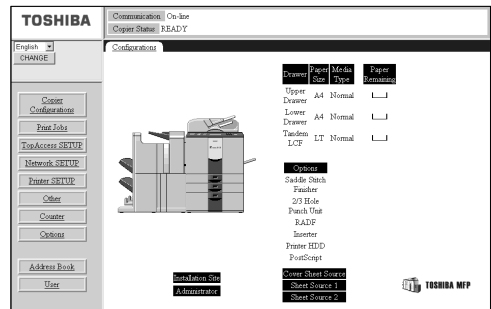 TOSHIBA
Communication On-line
Copier Status READY
English
CHANGE
Configurations
Copier
Configurations
Print Jobs
TopAccess SETUP
Network SETUP
Printer SETUP
Other
Counter
Options
Address Book
User
Drawer Paper Size Media Type Paper Remaining
Upper Drawer A4 Normal
Lower Drawer A4 Normal
Tandem LCF LT Normal
Options
Saddle Stitch
Finisher
2/3 Hole
Punch Unit
RADF
Inserter
Printer HDD
PostScript
Installation Site
Administrator
Cover Sheet Source
Sheet Source 1
Sheet Source 2
TOSHIBA MFP